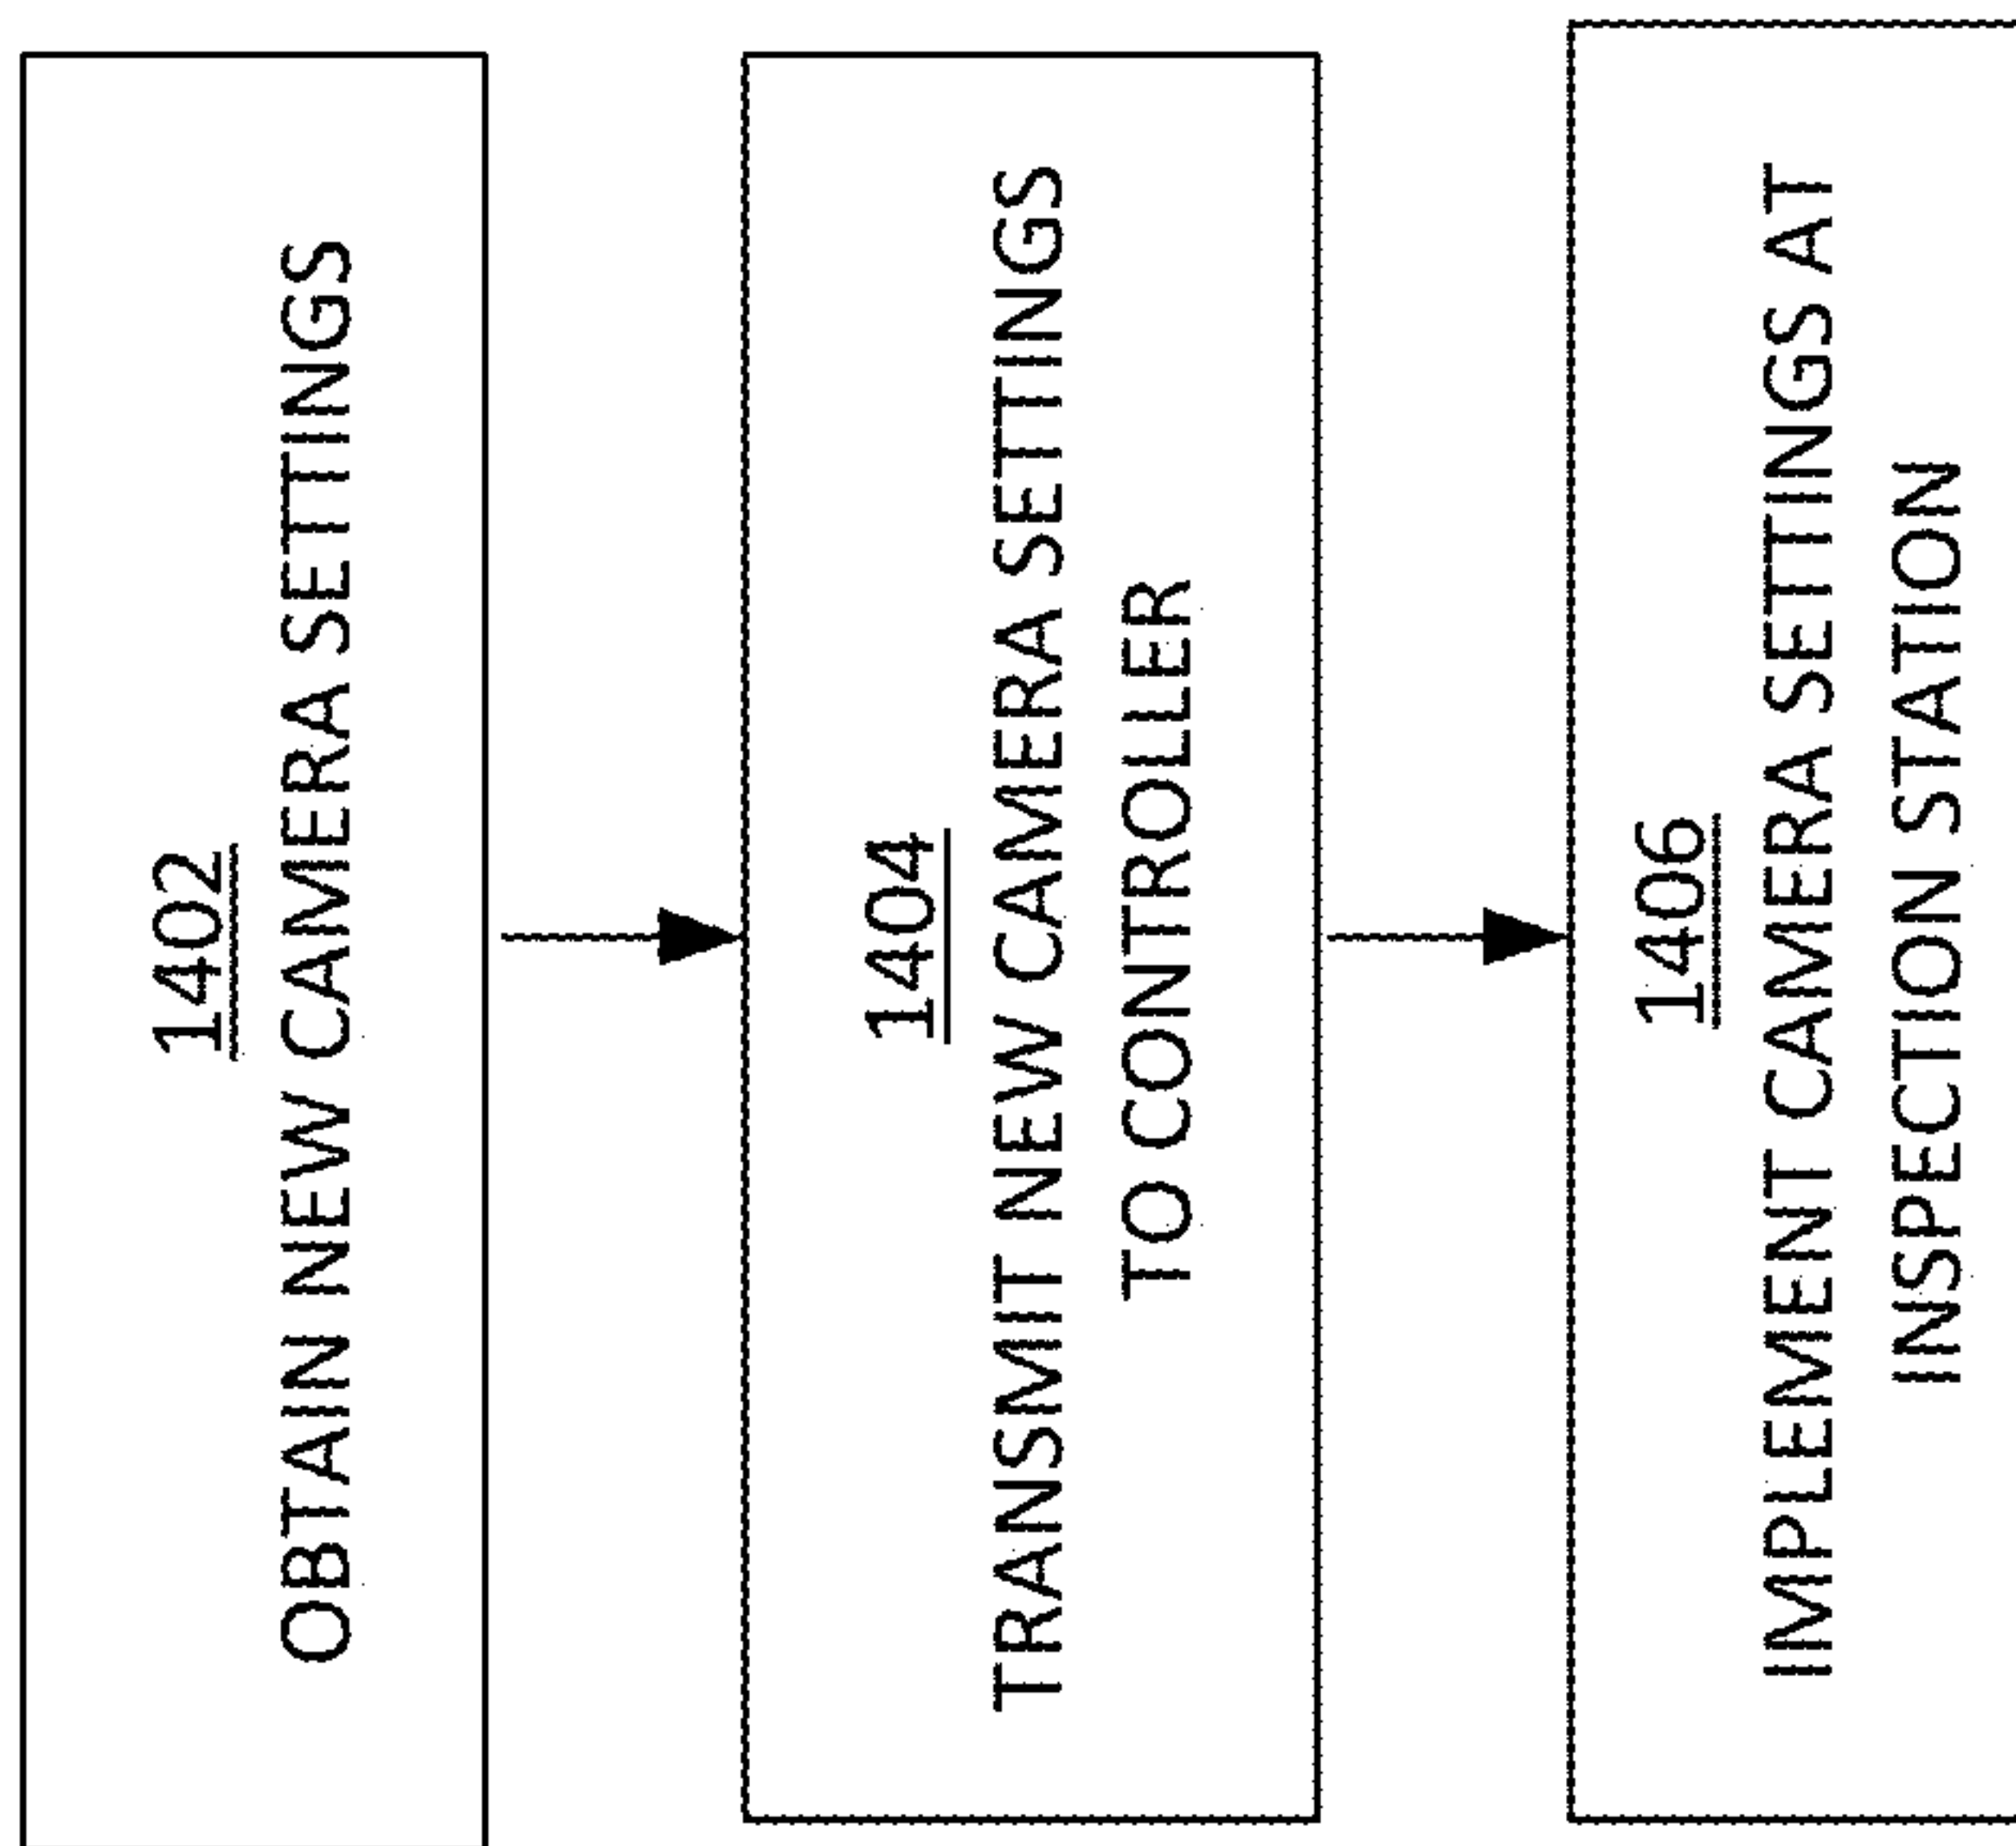 1402
OBTAIN NEW CAMERA SETTINGS
1404
TRANSMIT NEW CAMERA SETTINGS
TO CONTROLLER
1406
IMPLEMENT CAMERA SETTINGS AT
INSPECTION STATION